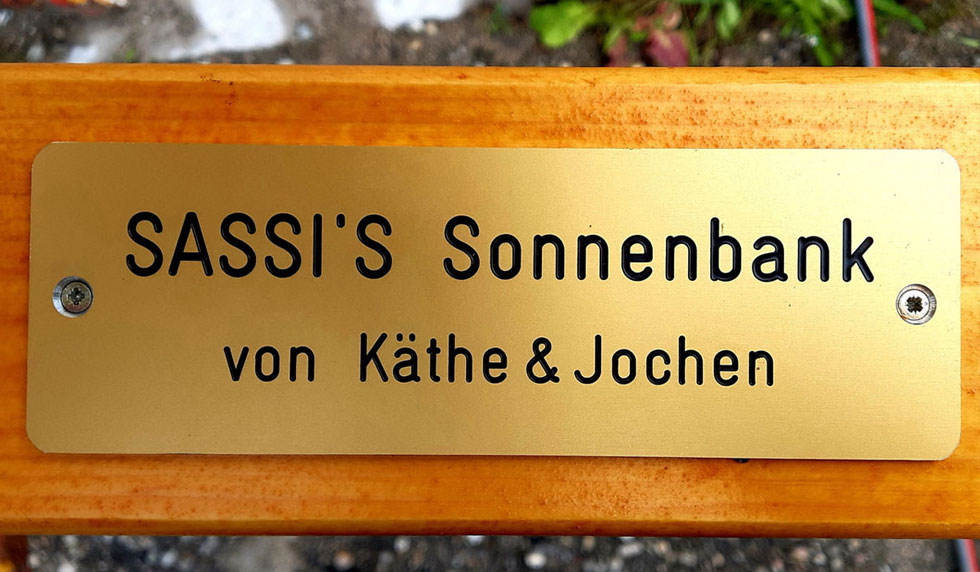 SASSI'S Sonnenbank
von Käthe & Jochen